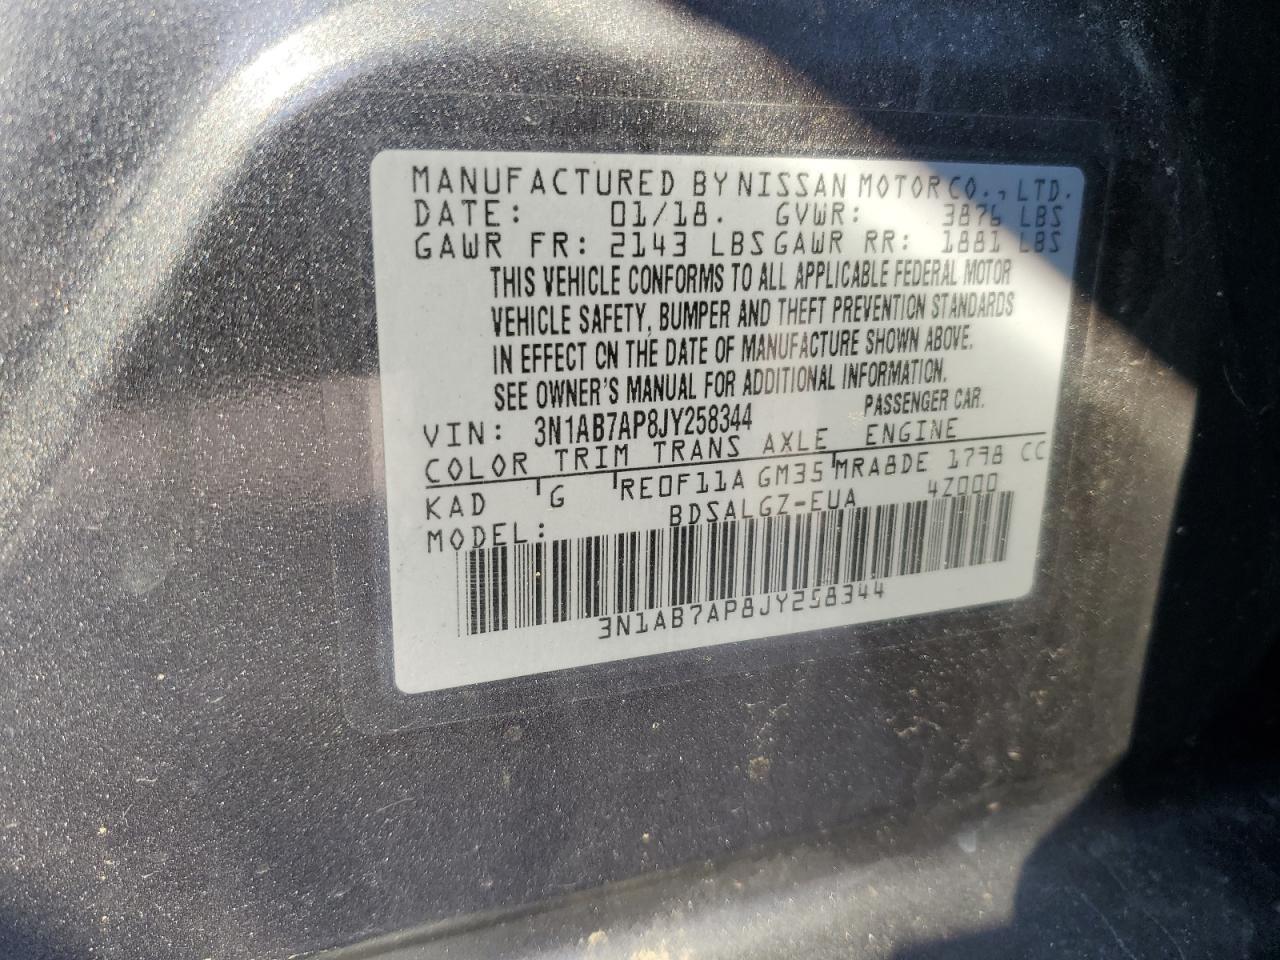 MANUFACTURED BY NISSAN MOTOR CO., LTD.
DATE: 01/18. GVWR: 3876 LBS
GAWR FR: 2143 LBS GAWR RR: 1881 LBS
THIS VEHICLE CONFORMS TO ALL APPLICABLE FEDERAL MOTOR
VEHICLE SAFETY, BUMPER AND THEFT PREVENTION STANDARDS
IN EFFECT ON THE DATE OF MANUFACTURE SHOWN ABOVE.
SEE OWNER'S MANUAL FOR ADDITIONAL INFORMATION.
VIN: 3N1AB7AP8JY258344 PASSENGER CAR.
COLOR TRIM TRANS AXLE ENGINE
KAD G RE0F11A GM35 MRA8DE 1798 CC
MODEL: BDSALGZ-EUA 4Z000
3N1AB7AP8JY258344